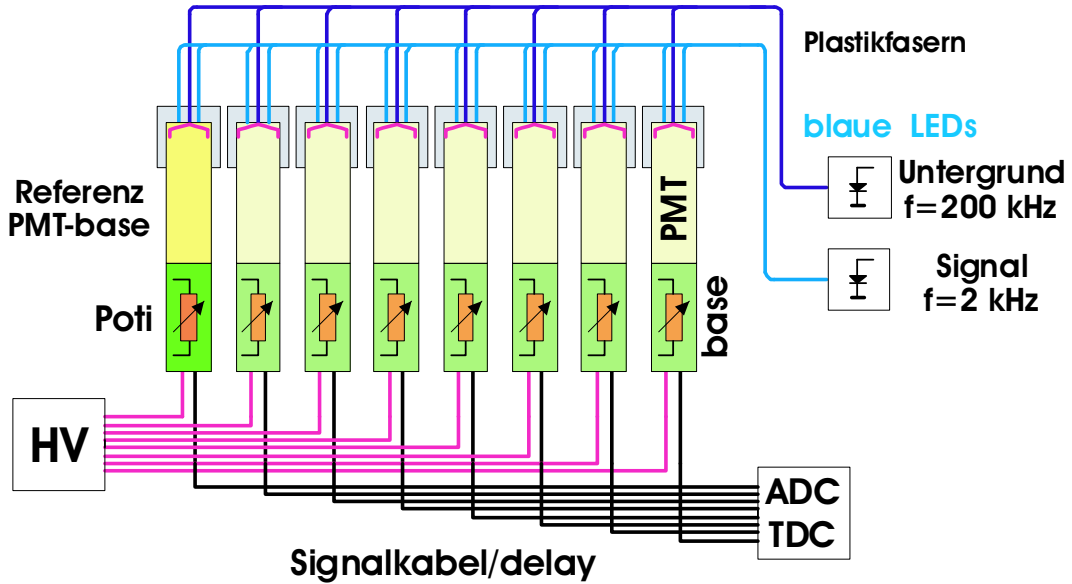 Plastikfasern
blaue LEDs
Untergrund
f=200 kHz
Referenz
PMT-base
PMT
Signal
f=2 kHz
Poti
base
HV
ADC
TDC
Signalkabel/delay